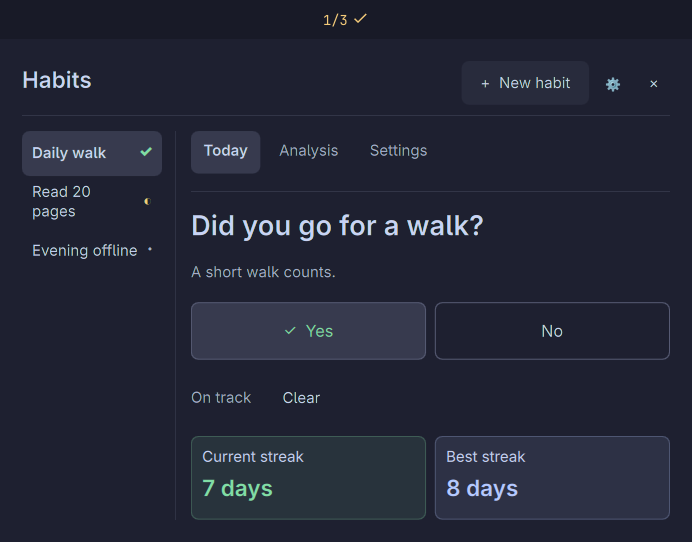 1/3 ✓
Habits
+ New habit ⚙ ×
Daily walk ✔
Read 20
pages ◐
Evening offline •
Today Analysis Settings
Did you go for a walk?
A short walk counts.
✓ Yes
No
On track Clear
Current streak
7 days
Best streak
8 days